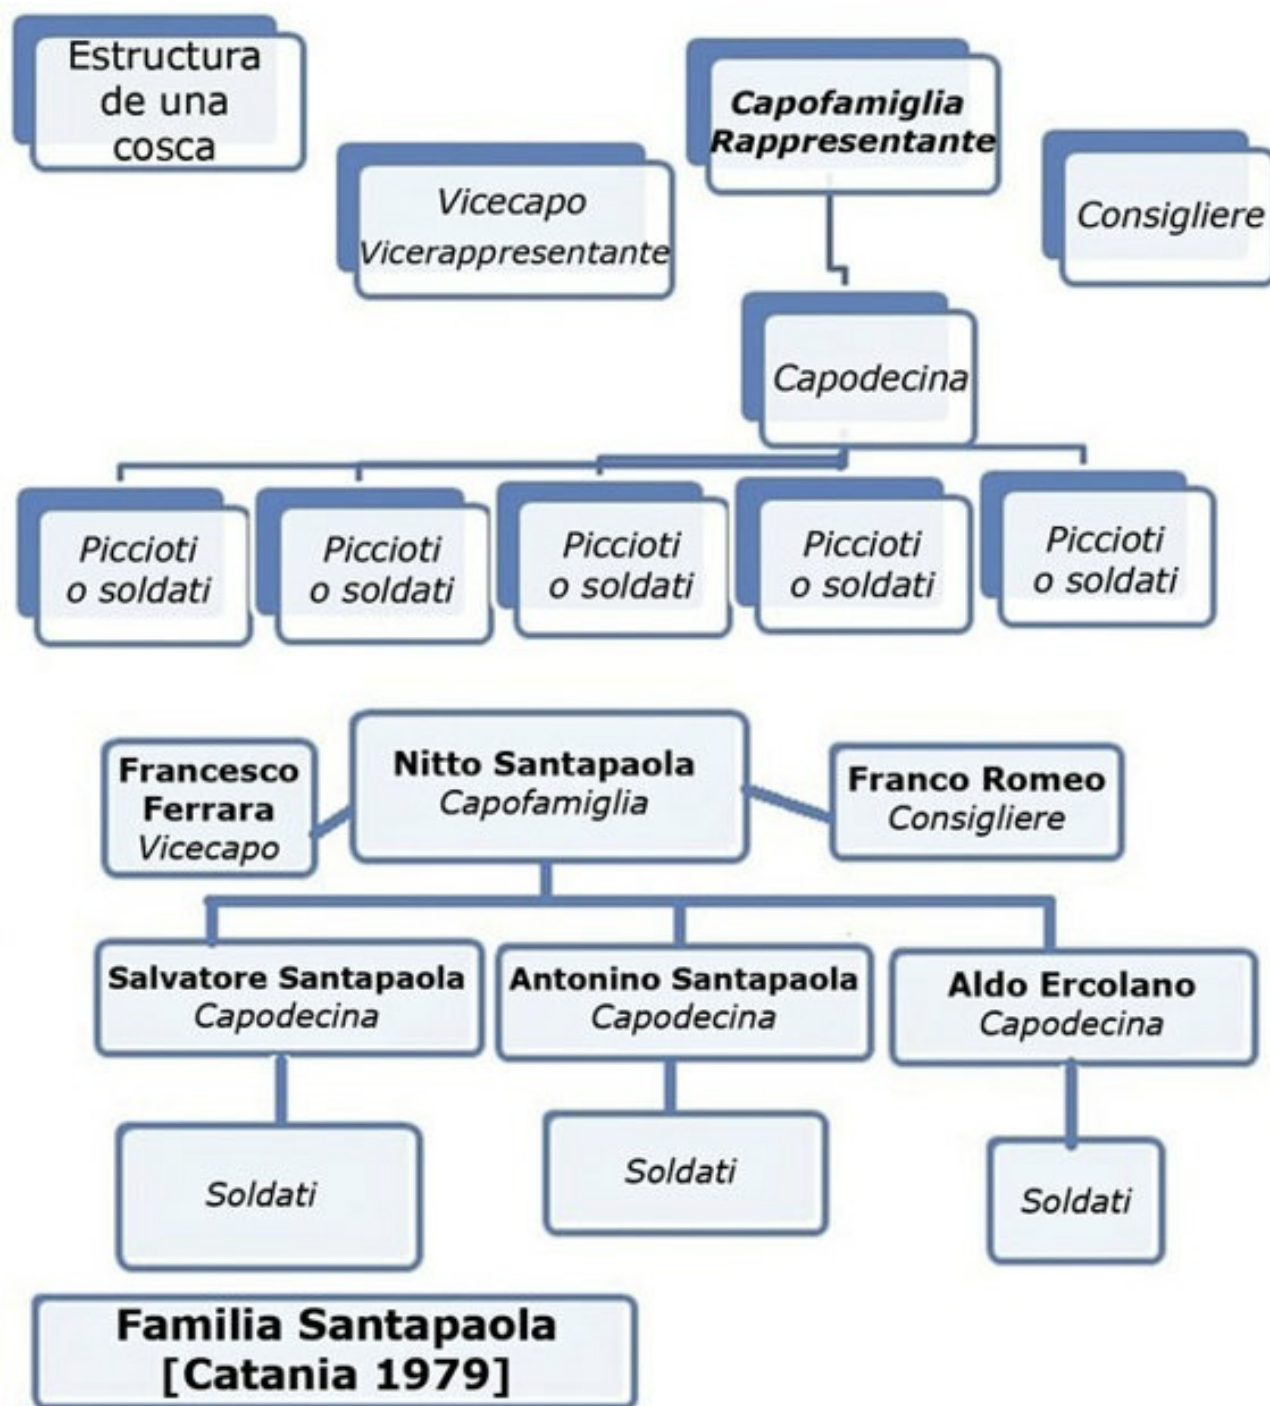 Estructura
de una
cosca
Capofamiglia
Rappresentante
Vicecapo
Vicerappresentante
Consigliere
Capodecina
Piccioti
o soldati
Piccioti
o soldati
Piccioti
o soldati
Piccioti
o soldati
Piccioti
o soldati
Francesco
Ferrara
Vicecapo
Nitto Santapaola
Capofamiglia
Franco Romeo
Consigliere
Salvatore Santapaola
Capodecina
Antonino Santapaola
Capodecina
Aldo Ercolano
Capodecina
Soldati
Soldati
Soldati
Familia Santapaola
[Catania 1979]